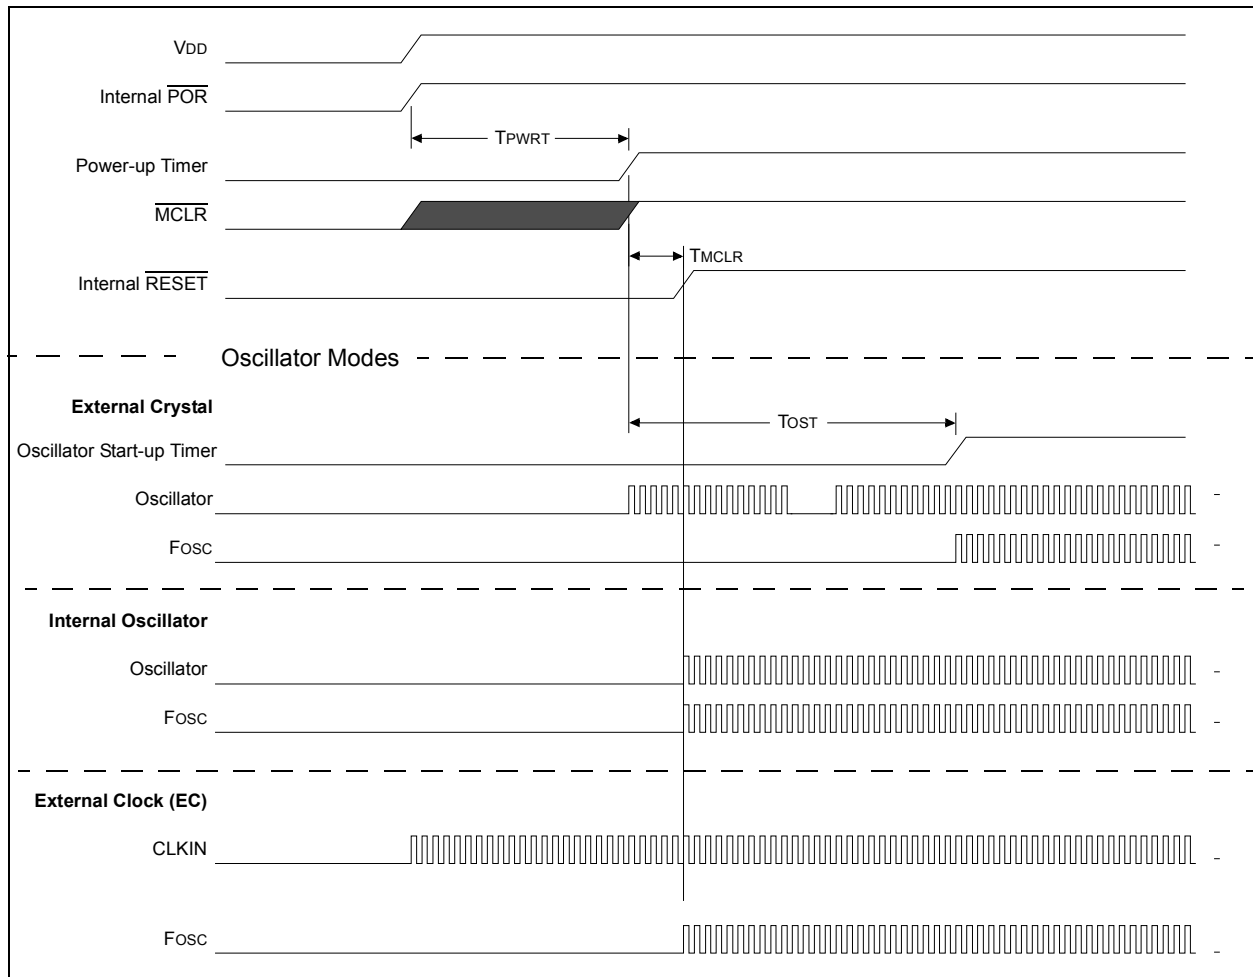 VDD
Internal POR
TPWRT
Power-up Timer
MCLR
TMCLR
Internal RESET
Oscillator Modes
External Crystal
TOST
Oscillator Start-up Timer
Oscillator
FOSC
Internal Oscillator
Oscillator
FOSC
External Clock (EC)
CLKIN
FOSC